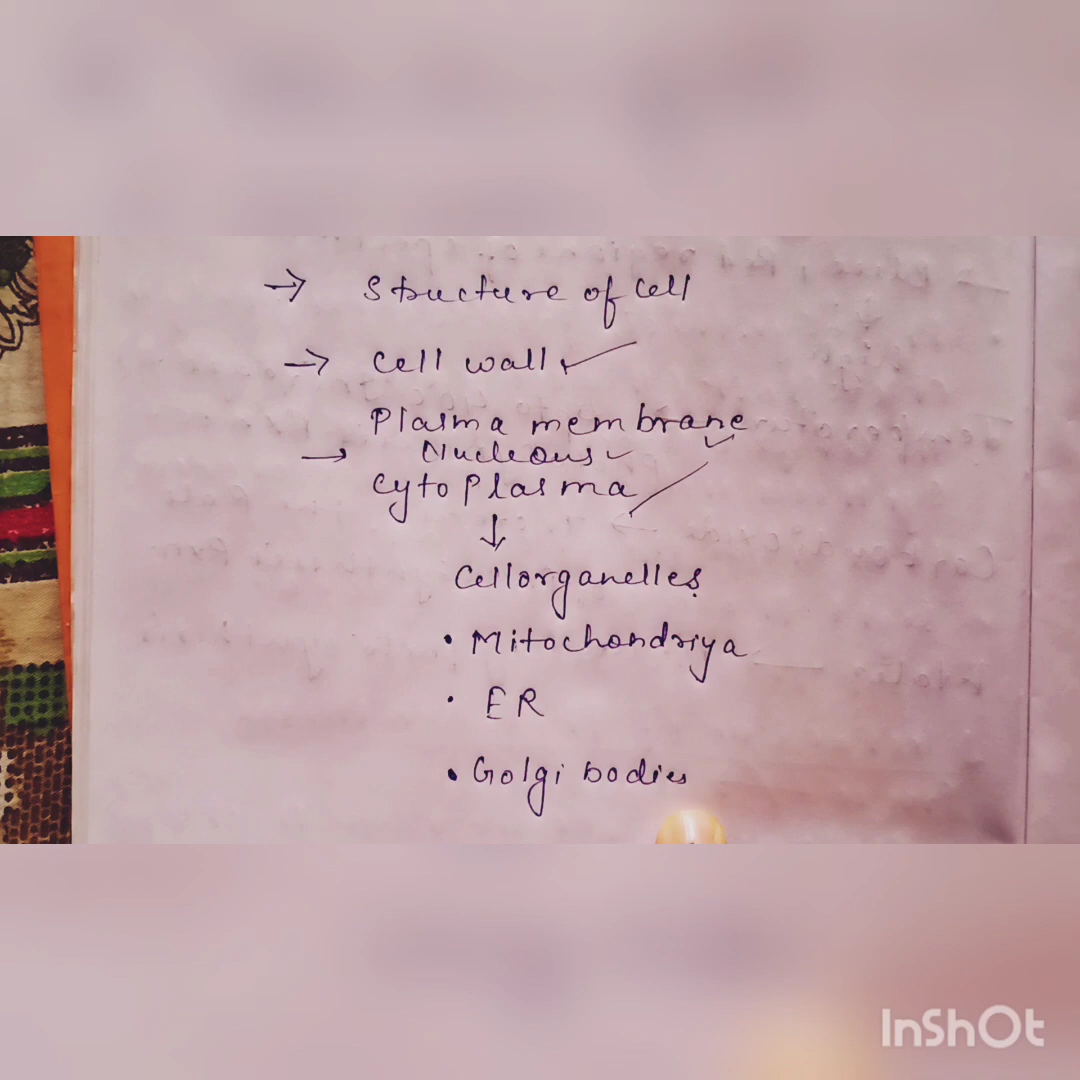 → Structure of cell
→ Cell wall ✓
Plasma membrane ✓
→ Nucleous ✓
Cytoplasma ✓
↓
Cellorganelles
• Mitochondriya
• ER
• Golgi bodies
InShOt